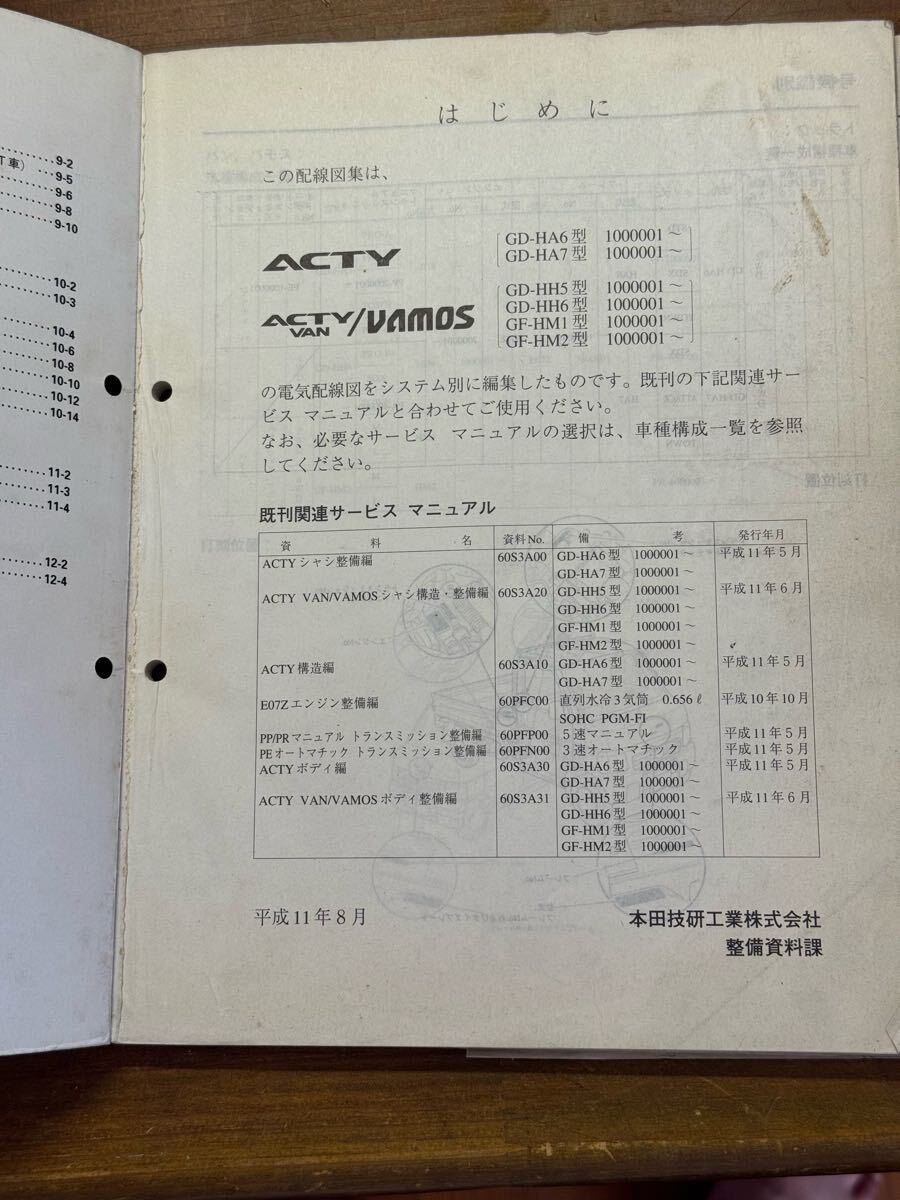 9-2
T車) 9-5
9-6
9-8
9-10
10-2
10-3
10-4
10-6
10-8
10-10
10-12
10-14
11-2
11-3
11-4
12-2
12-4
はじめに
この配線図集は、
ACTY
GD-HA6型 1000001～
GD-HA7型 1000001～
ACTY VAN/VAMOS
GD-HH5型 1000001～
GD-HH6型 1000001～
GF-HM1型 1000001～
GF-HM2型 1000001～
の電気配線図をシステム別に編集したものです。既刊の下記関連サー
ビス マニュアルと合わせてご使用ください。
なお、必要なサービス マニュアルの選択は、車種構成一覧を参照
してください。
既刊関連サービス マニュアル
資料名 資料No. 備考 発行年月
ACTYシャシ整備編 60S3A00 GD-HA6型 1000001～ 平成11年5月
GD-HA7型 1000001～
ACTY VAN/VAMOSシャシ構造・整備編 60S3A20 GD-HH5型 1000001～ 平成11年6月
GD-HH6型 1000001～
GF-HM1型 1000001～
GF-HM2型 1000001～
ACTY構造編 60S3A10 GD-HA6型 1000001～ 平成11年5月
GD-HA7型 1000001～
E07Zエンジン整備編 60PFC00 直列水冷3気筒 0.656ℓ 平成10年10月
SOHC PGM-FI
PP/PRマニュアル トランスミッション整備編 60PFP00 5速マニュアル 平成11年5月
PEオートマチック トランスミッション整備編 60PFN00 3速オートマチック 平成11年5月
ACTYボディ編 60S3A30 GD-HA6型 1000001～ 平成11年5月
GD-HA7型 1000001～
ACTY VAN/VAMOSボディ整備編 60S3A31 GD-HH5型 1000001～ 平成11年6月
GD-HH6型 1000001～
GF-HM1型 1000001～
GF-HM2型 1000001～
平成11年8月
本田技研工業株式会社
整備資料課